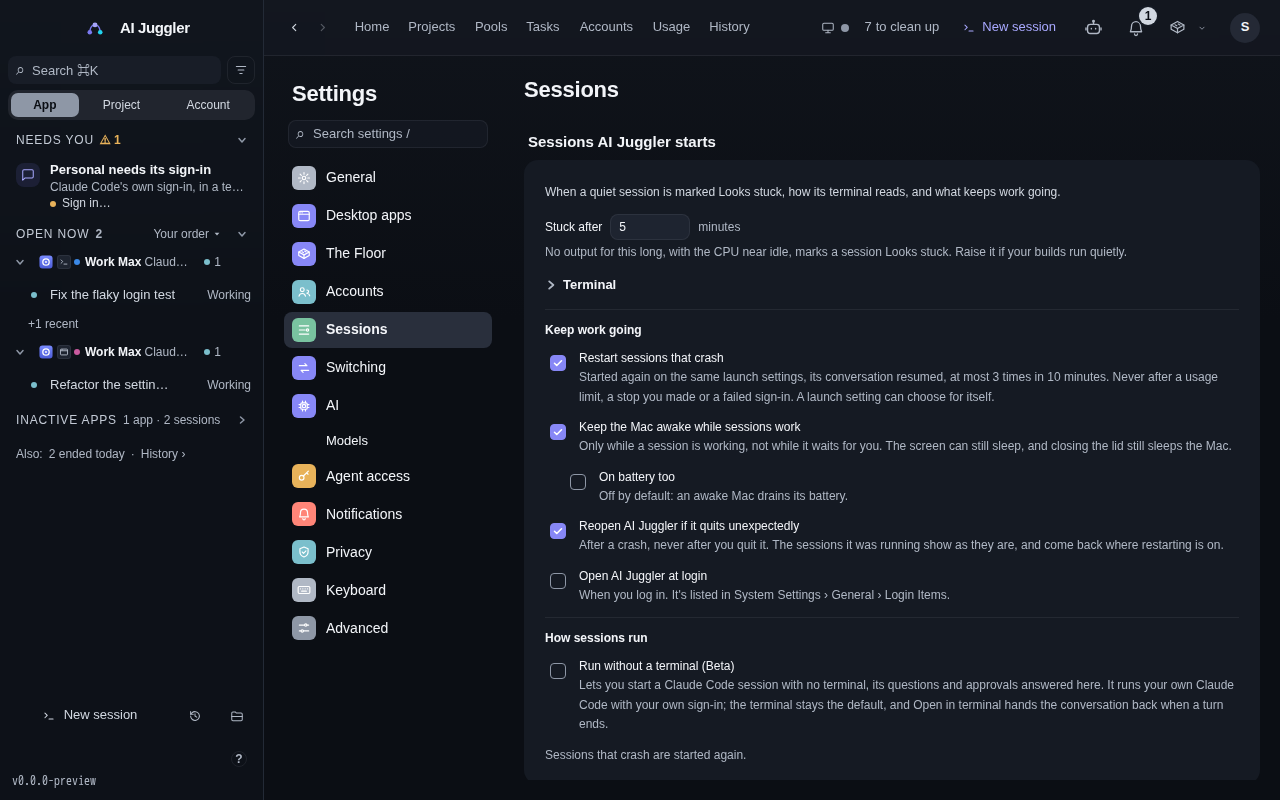 AI Juggler
Search ⌘K
App
Project
Account
NEEDS YOU 1
Personal needs its sign-in
Claude Code's own sign-in, in a te…
Sign in…
OPEN NOW 2
Your order
Work Max Claud… 1
Fix the flaky login test Working
+1 recent
Work Max Claud… 1
Refactor the settin… Working
INACTIVE APPS 1 app · 2 sessions
Also: 2 ended today · History ›
New session
?
v0.0.0-preview
Home
Projects
Pools
Tasks
Accounts
Usage
History
7 to clean up
New session
1
S
Settings
Search settings /
General
Desktop apps
The Floor
Accounts
Sessions
Switching
AI
Models
Agent access
Notifications
Privacy
Keyboard
Advanced
Sessions
Sessions AI Juggler starts
When a quiet session is marked Looks stuck, how its terminal reads, and what keeps work going.
Stuck after 5 minutes
No output for this long, with the CPU near idle, marks a session Looks stuck. Raise it if your builds run quietly.
Terminal
Keep work going
Restart sessions that crash
Started again on the same launch settings, its conversation resumed, at most 3 times in 10 minutes. Never after a usage
limit, a stop you made or a failed sign-in. A launch setting can choose for itself.
Keep the Mac awake while sessions work
Only while a session is working, not while it waits for you. The screen can still sleep, and closing the lid still sleeps the Mac.
On battery too
Off by default: an awake Mac drains its battery.
Reopen AI Juggler if it quits unexpectedly
After a crash, never after you quit it. The sessions it was running show as they are, and come back where restarting is on.
Open AI Juggler at login
When you log in. It's listed in System Settings › General › Login Items.
How sessions run
Run without a terminal (Beta)
Lets you start a Claude Code session with no terminal, its questions and approvals answered here. It runs your own Claude
Code with your own sign-in; the terminal stays the default, and Open in terminal hands the conversation back when a turn
ends.
Sessions that crash are started again.